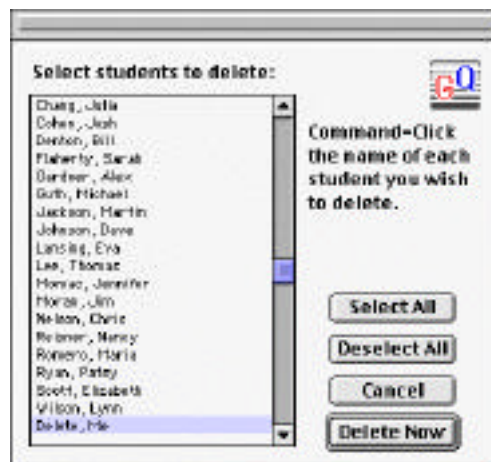 Select students to delete:
GQ
Chang, Julia
Cohen, Josh
Denton, Bill
Flaherty, Sarah
Gardner, Alex
Guth, Michael
Jackson, Martin
Johnson, Dave
Lansing, Eva
Lee, Thomas
Jennifer
Moran, Jim
Nelson, Chris
Reisner, Nancy
Romero, Maria
Ryan, Patsy
Scott, Elizabeth
Wilson, Lynn
Delete, Me
Command-Click
the name of each
student you wish
to delete.
Select All
Deselect All
Cancel
Delete Now